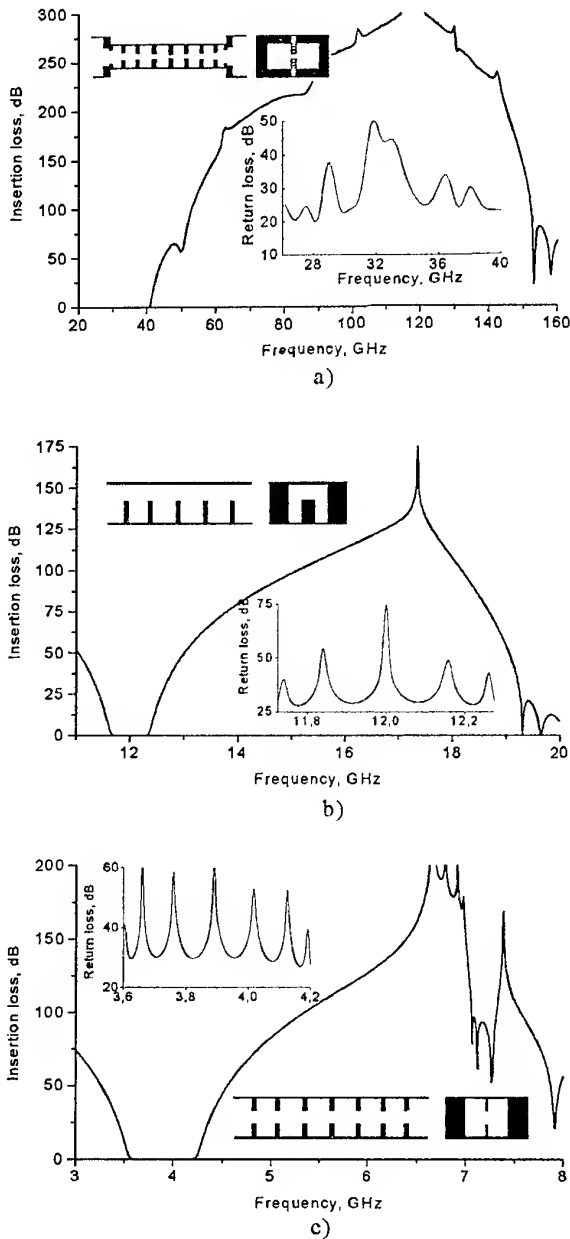 300
250
200
150
100
50
0
Insertion loss, dB
50
40
30
20
10
Return loss, dB
28 32 36 40
Frequency, GHz
20 40 60 80 100 120 140 160
Frequency, GHz
a)
175
150
125
100
75
50
25
0
Insertion loss, dB
75
50
25
Return loss, dB
11,8 12,0 12,2
12 14 16 18 20
Frequency, GHz
b)
200
150
100
50
0
Insertion loss, dB
60
40
20
Return loss, dB
3,6 3,8 4,0 4,2
3 4 5 6 7 8
Frequency, GHz
c)